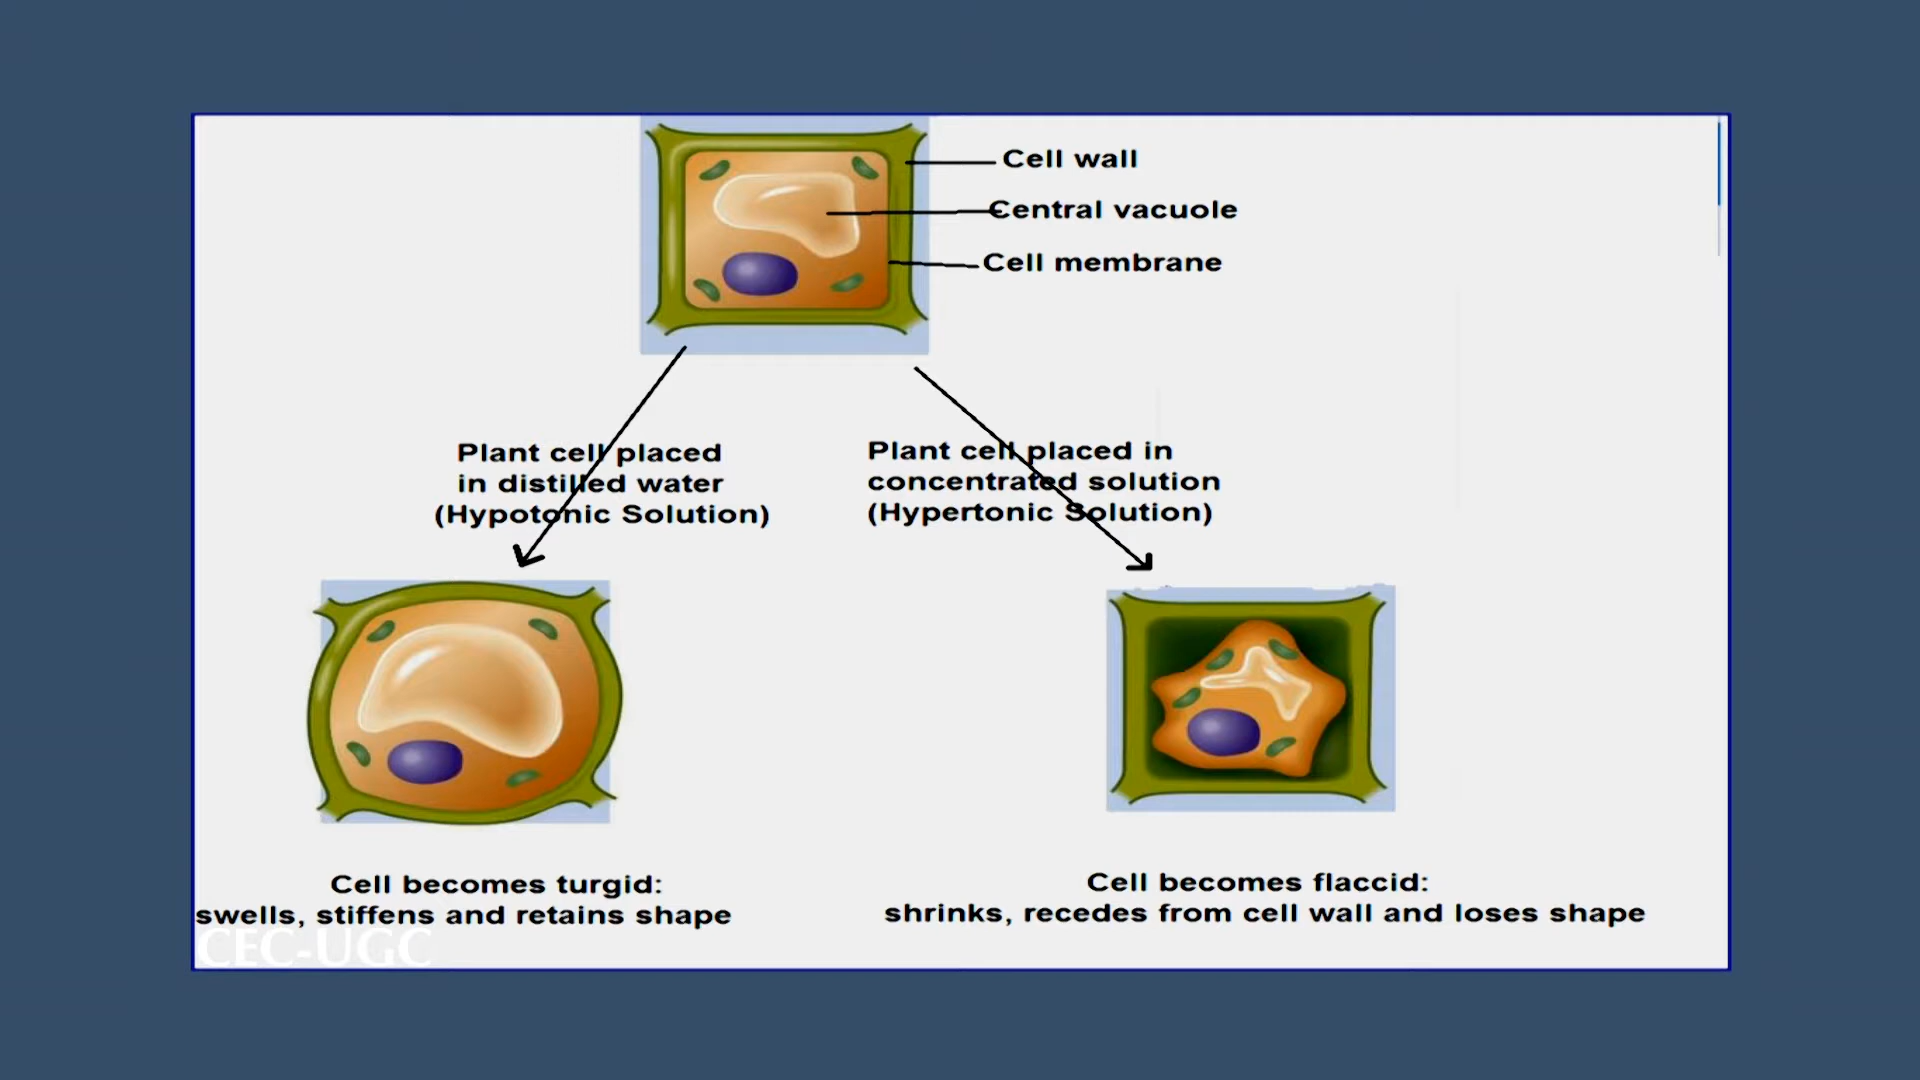 Cell wall
Central vacuole
Cell membrane
Plant cell placed
in distilled water
(Hypotonic Solution)
Plant cell placed in
concentrated solution
(Hypertonic Solution)
Cell becomes turgid:
swells, stiffens and retains shape
Cell becomes flaccid:
shrinks, recedes from cell wall and loses shape
CEC-UGC